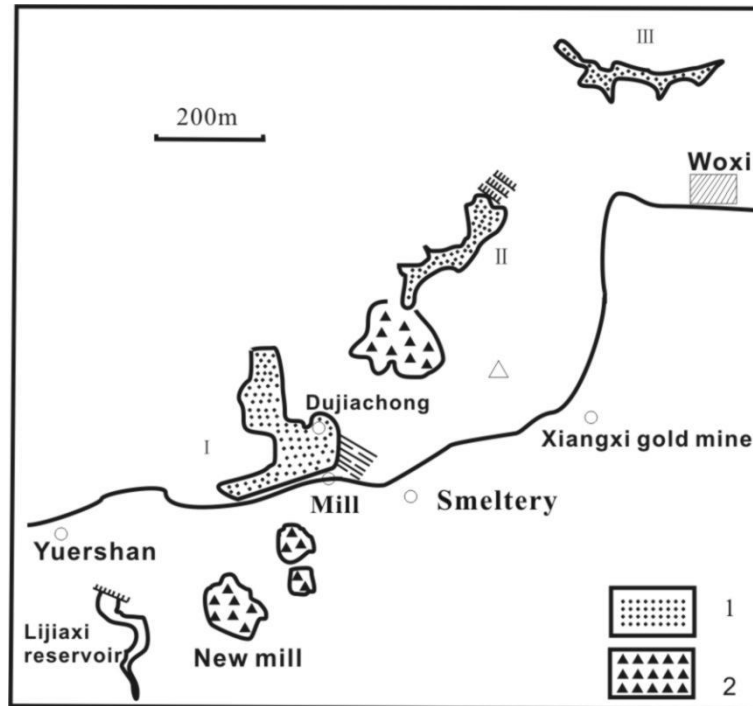 III
200m
Woxi
II
Dujiachong
I
Xiangxi gold mine
Mill
Smeltery
Yuershan
1
Lijiaxi
reservoir
New mill
2